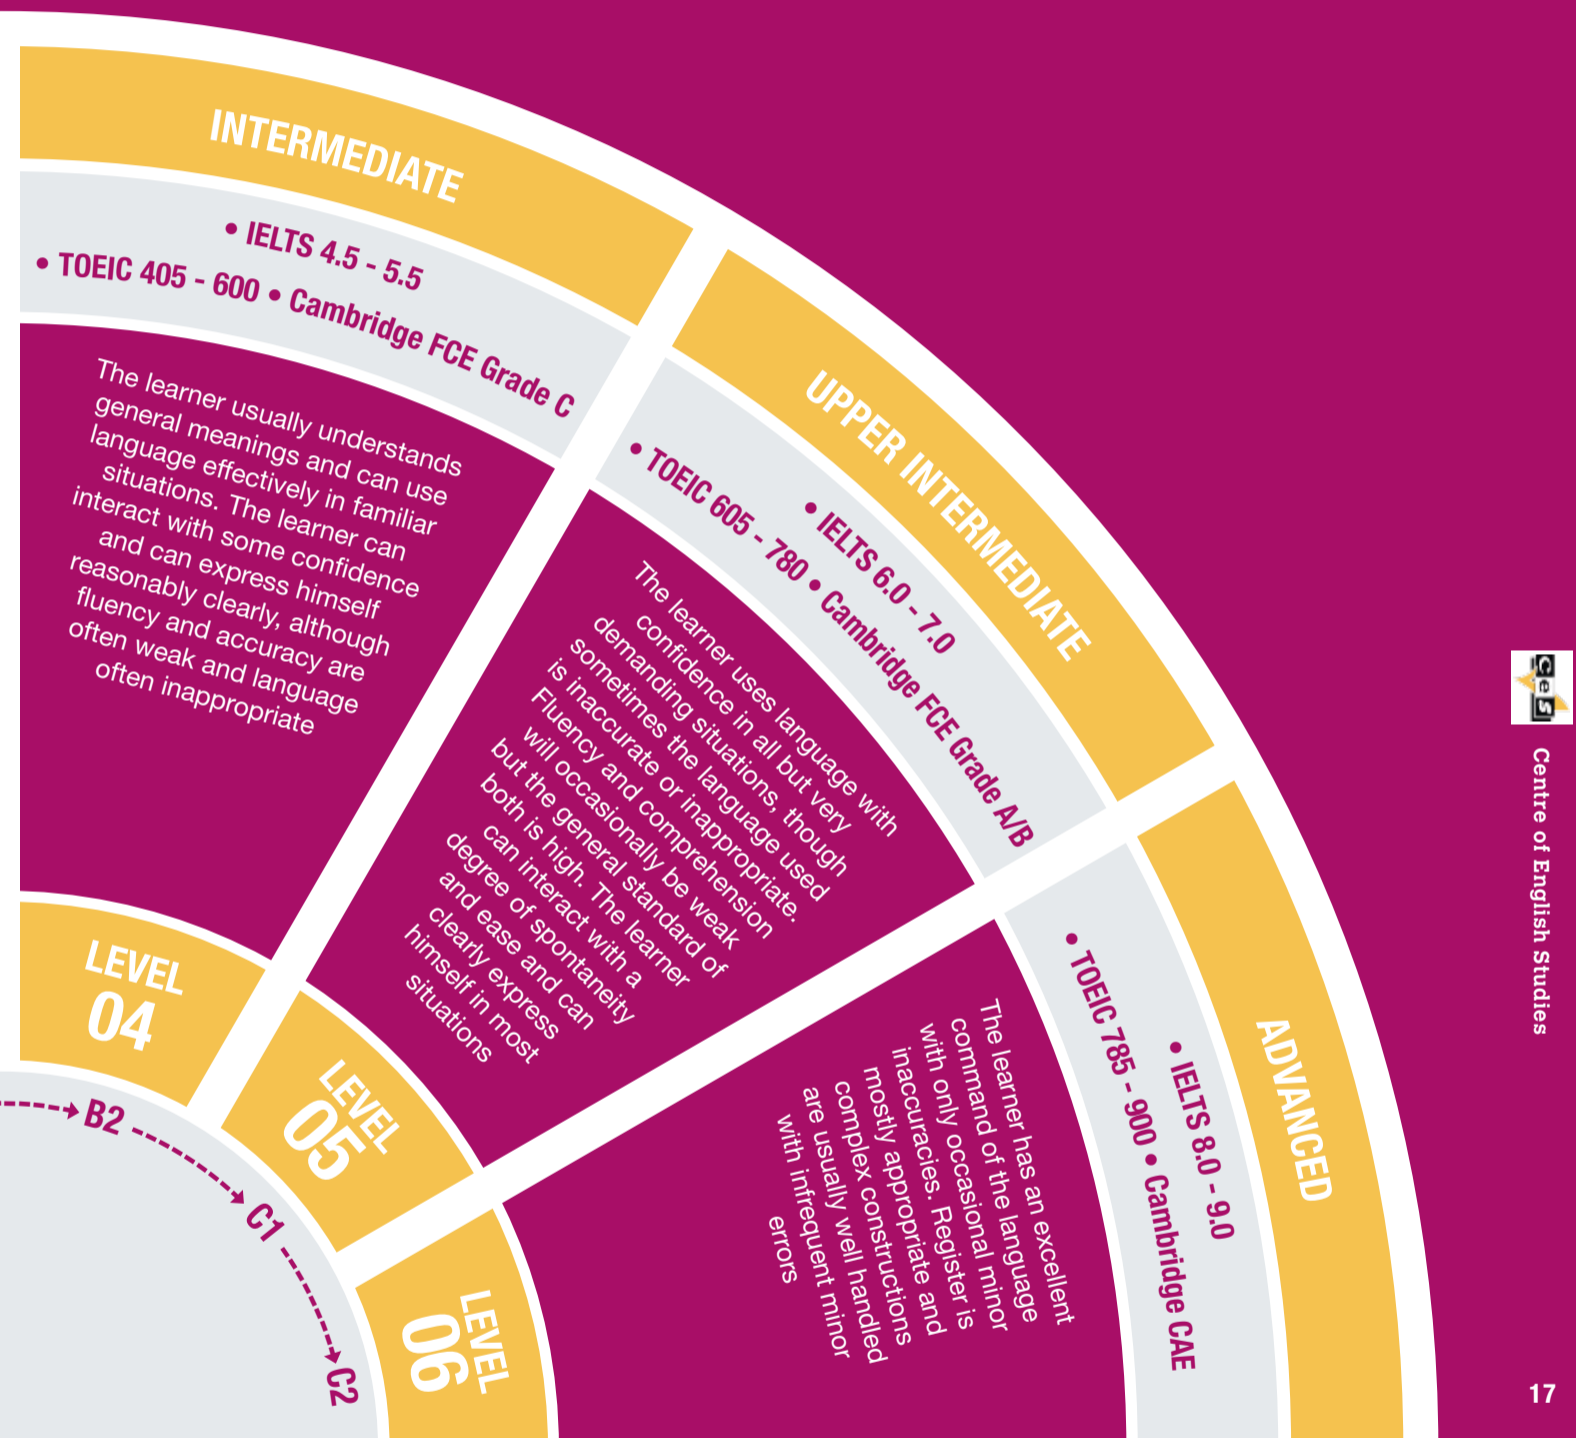 INTERMEDIATE
• IELTS 4.5 - 5.5
• TOEIC 405 - 600 • Cambridge FCE Grade C
The learner usually understands
general meanings and can use
language effectively in familiar
situations. The learner can
interact with some confidence
and can express himself
reasonably clearly, although
fluency and accuracy are
often weak and language
often inappropriate
LEVEL
04
UPPER INTERMEDIATE
• IELTS 6.0 - 7.0
• TOEIC 605 - 780 • Cambridge FCE Grade A/B
The learner uses language with
confidence in all but very
demanding situations, though
sometimes the language used
is inaccurate or inappropriate.
Fluency and comprehension
will occasionally be weak
but the general standard of
both is high. The learner
can interact with a
degree of spontaneity
and ease and can
clearly express
himself in most
situations
LEVEL
05
ADVANCED
• IELTS 8.0 - 9.0
• TOEIC 785 - 900 • Cambridge CAE
The learner has an excellent
command of the language
with only occasional minor
inaccuracies. Register is
mostly appropriate and
complex constructions
are usually well handled
with infrequent minor
errors
LEVEL
06
B2
C1
C2
Ces
Centre of English Studies
17